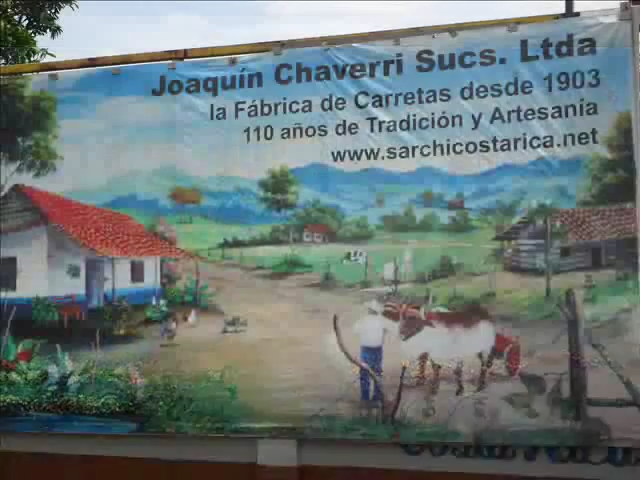 Joaquín Chaverri Sucs. Ltda
la Fábrica de Carretas desde 1903
110 años de Tradición y Artesanía
www.sarchicostarica.net